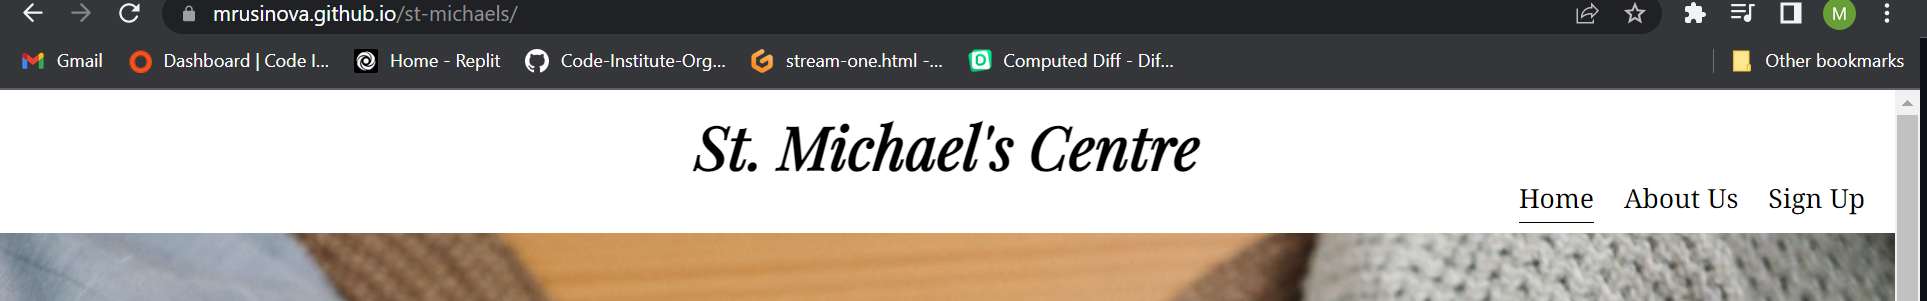 mrusinova.github.io/st-michaels/
M
Gmail Dashboard | Code I... Home - Replit Code-Institute-Org... stream-one.html -... Computed Diff - Dif... Other bookmarks
St. Michael's Centre
Home About Us Sign Up